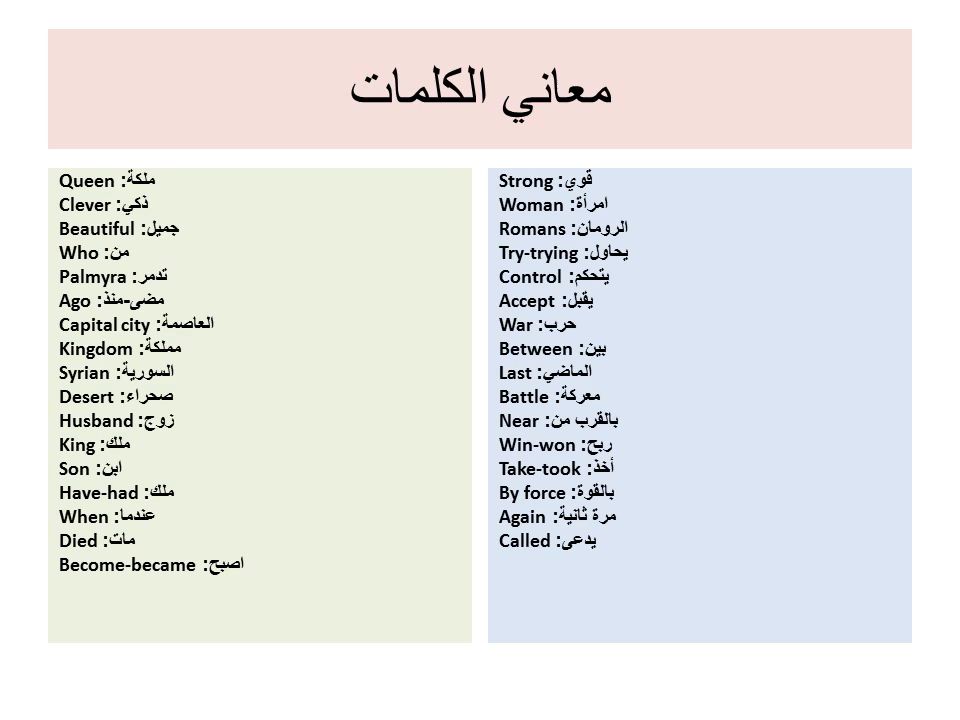 معاني الكلمات
Queen :ملكة
Clever :ذكي
Beautiful :جميل
Who :من
Palmyra :تدمر
Ago :مضى-منذ
Capital city :العاصمة
Kingdom :مملكة
Syrian :السورية
Desert :صحراء
Husband :زوج
King :ملك
Son :ابن
Have-had :ملك
When :عندما
Died :مات
Become-became :اصبح
Strong :قوي
Woman :امرأة
Romans :الرومان
Try-trying :يحاول
Control :يتحكم
Accept :يقبل
War :حرب
Between :بين
Last :الماضي
Battle :معركة
Near :بالقرب من
Win-won :ربح
Take-took :أخذ
By force :بالقوة
Again :مرة ثانية
Called :يدعى